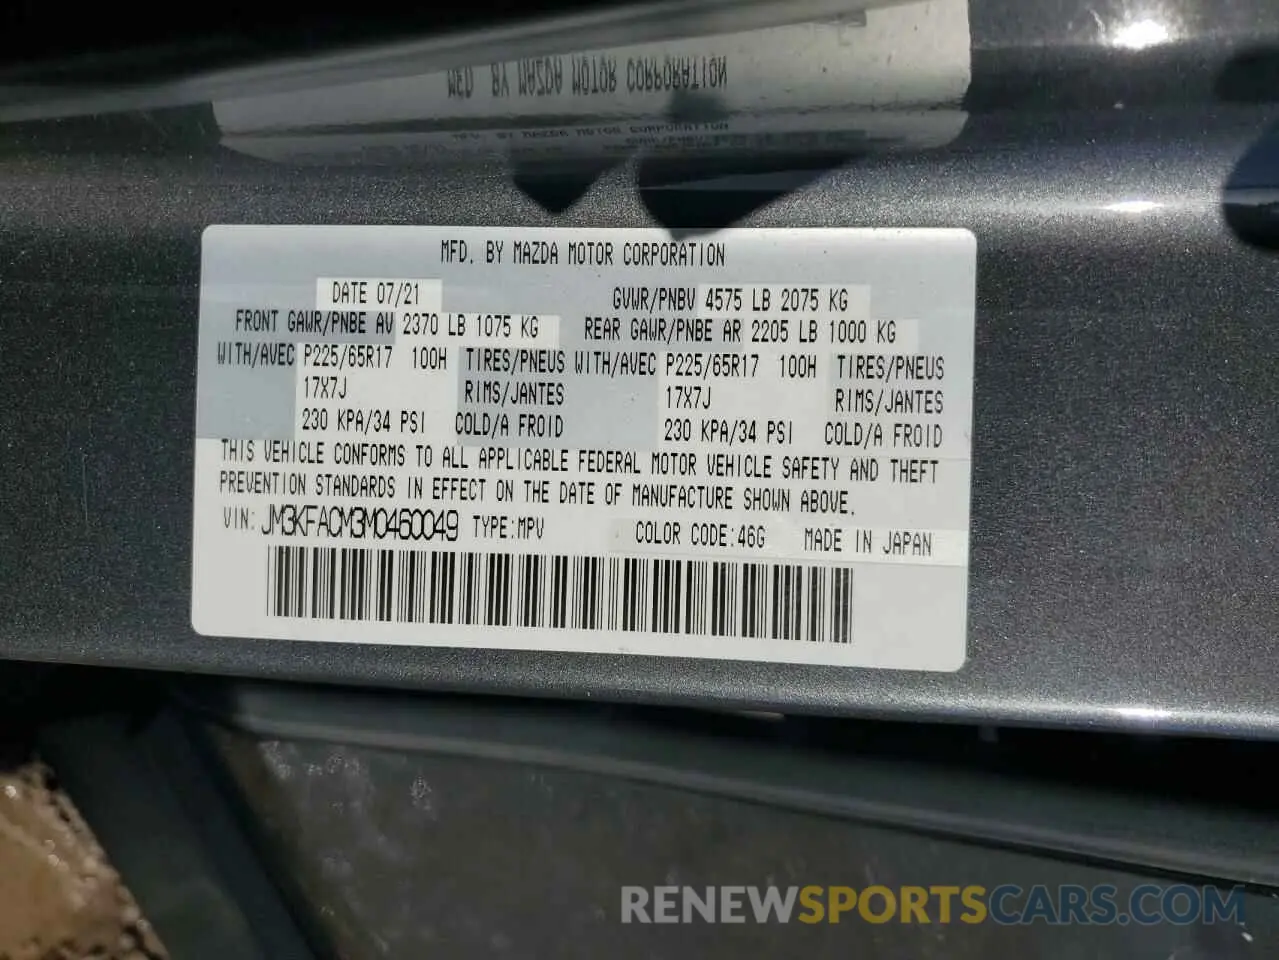 MFD. BY MAZDA MOTOR CORPORATION
MFD. BY MAZDA MOTOR CORPORATION
DATE 07/21 GVWR/PNBV 4575 LB 2075 KG
FRONT GAWR/PNBE AV 2370 LB 1075 KG REAR GAWR/PNBE AR 2205 LB 1000 KG
WITH/AVEC P225/65R17 100H TIRES/PNEUS WITH/AVEC P225/65R17 100H TIRES/PNEUS
17X7J RIMS/JANTES 17X7J RIMS/JANTES
230 KPA/34 PSI COLD/A FROID 230 KPA/34 PSI COLD/A FROID
THIS VEHICLE CONFORMS TO ALL APPLICABLE FEDERAL MOTOR VEHICLE SAFETY AND THEFT
PREVENTION STANDARDS IN EFFECT ON THE DATE OF MANUFACTURE SHOWN ABOVE.
VIN: JM3KFACM3M0460049 TYPE:MPV COLOR CODE:46G MADE IN JAPAN
RENEWSPORTSCARS.COM